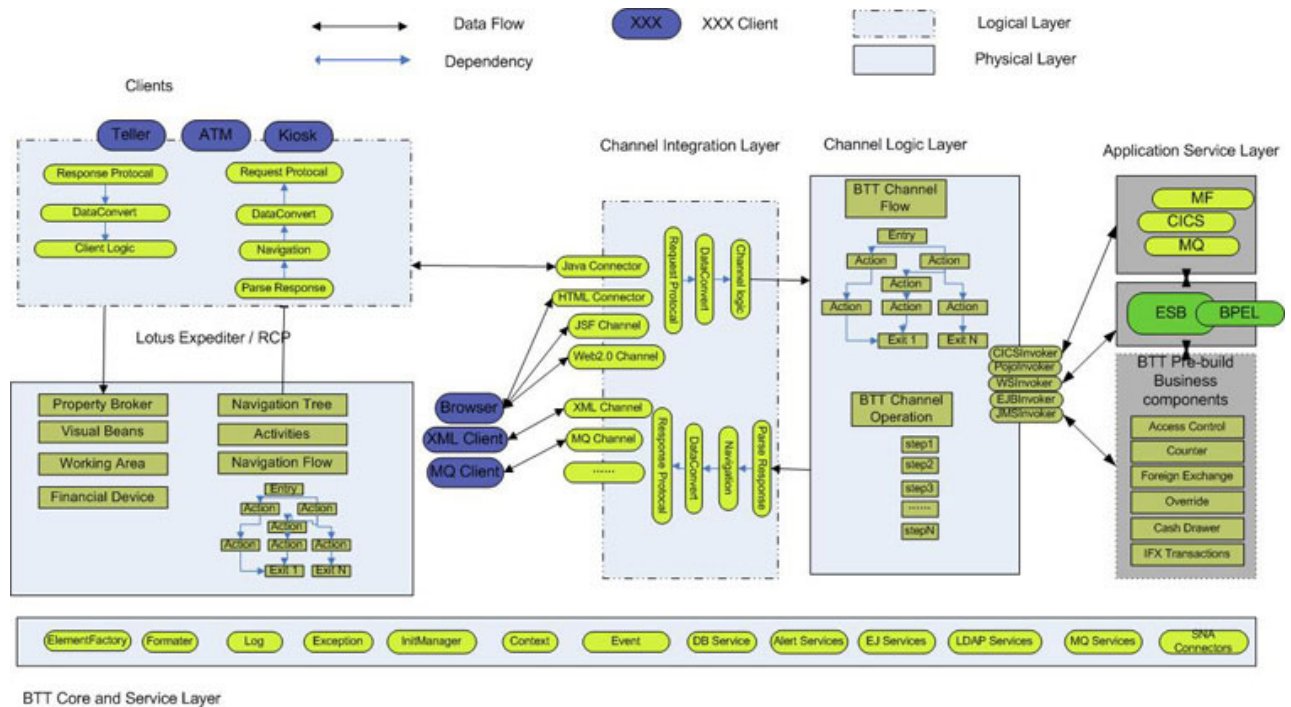 Data Flow
XXX
XXX Client
Logical Layer
Dependency
Physical Layer
Clients
Teller
ATM
Kiosk
Response Protocal
DataConvert
Client Logic
Request Protocal
DataConvert
Navigation
Parse Response
Lotus Expediter / RCP
Property Broker
Visual Beans
Working Area
Financial Device
Navigation Tree
Activities
Navigation Flow
Entry
Action
Action
Action
Action
Action
Action
Exit 1
Exit N
Browser
XML Client
MQ Client
Channel Integration Layer
Java Connector
HTML Connector
JSF Channel
Web2.0 Channel
XML Channel
MQ Channel
......
Request Protocal
DataConvert
Channel logic
Response Protocal
DataConvert
Navigation
Parse Response
Channel Logic Layer
BTT Channel
Flow
Entry
Action
Action
Action
Action
Action
Action
Exit 1
Exit N
BTT Channel
Operation
step1
step2
step3
......
stepN
CICSInvoker
PojoInvoker
WSInvoker
EJBInvoker
JMSInvoker
Application Service Layer
MF
CICS
MQ
ESB
BPEL
BTT Pre-build
Business
components
Access Control
Counter
Foreign Exchange
Override
Cash Drawer
IFX Transactions
ElementFactory
Formater
Log
Exception
InitManager
Context
Event
DB Service
Alert Services
EJ Services
LDAP Services
MQ Services
SNA
Connectors
BTT Core and Service Layer